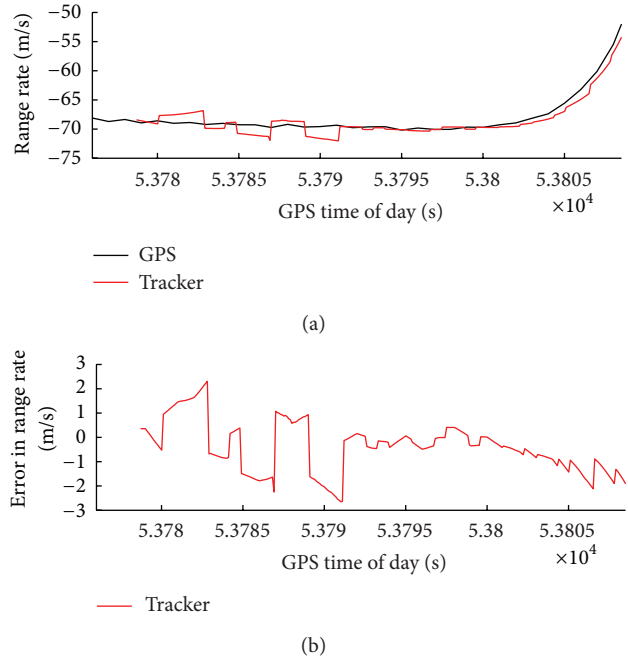 Range rate (m/s)
−50
−55
−60
−65
−70
−75
5.378
5.3785
5.379
5.3795
5.38
5.3805
×10⁴
GPS time of day (s)
GPS
Tracker
(a)
Error in range rate
(m/s)
3
2
1
0
−1
−2
−3
5.378
5.3785
5.379
5.3795
5.38
5.3805
×10⁴
GPS time of day (s)
Tracker
(b)